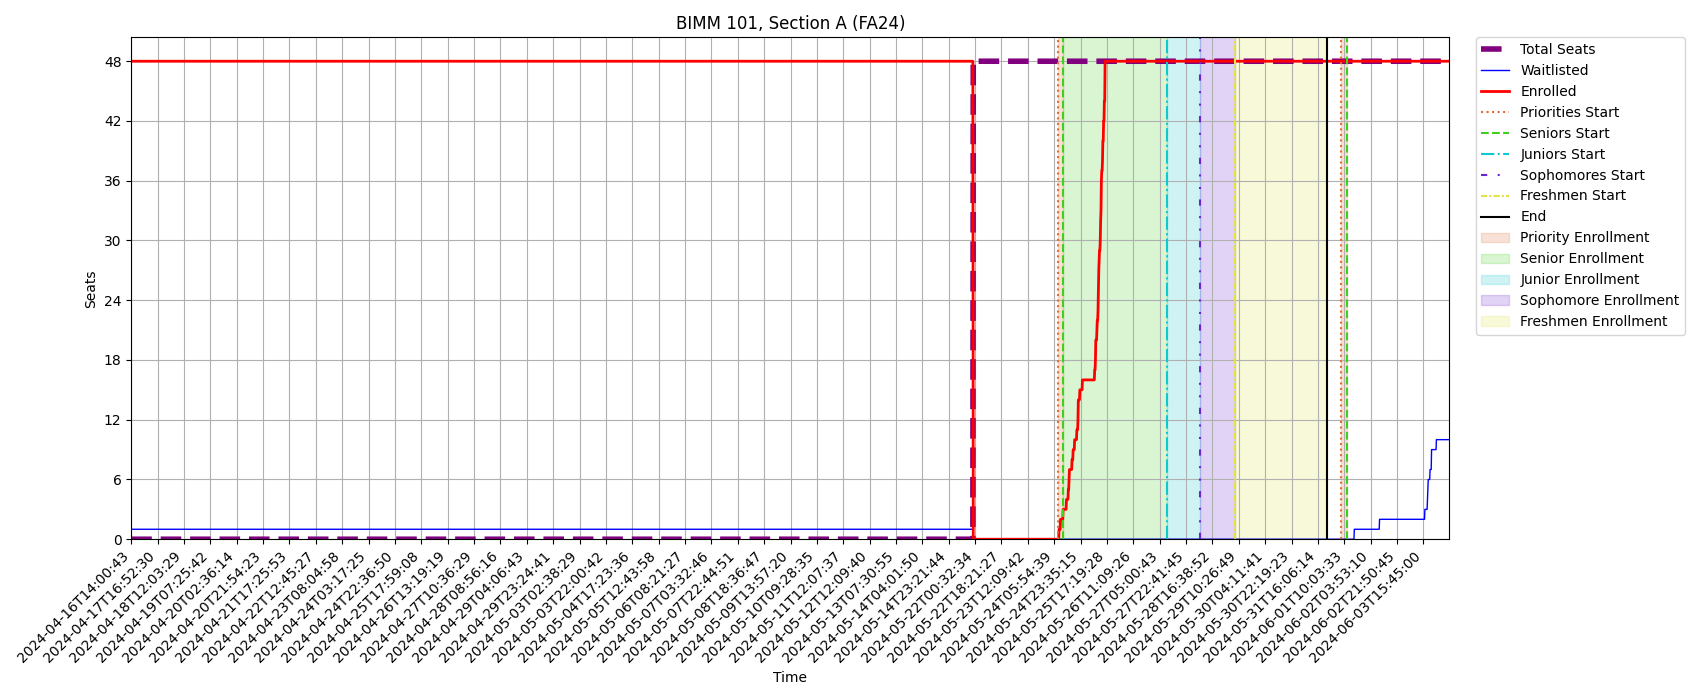 BIMM 101, Section A (FA24)
Total Seats
Waitlisted
Enrolled
Priorities Start
Seniors Start
Juniors Start
Sophomores Start
Freshmen Start
End
Priority Enrollment
Senior Enrollment
Junior Enrollment
Sophomore Enrollment
Freshmen Enrollment
Seats
48
42
36
30
24
18
12
6
0
2024-04-16T14:00:43
2024-04-17T16:52:30
2024-04-18T12:03:29
2024-04-19T07:25:42
2024-04-20T02:36:14
2024-04-20T21:54:23
2024-04-21T17:25:53
2024-04-22T12:45:27
2024-04-23T08:04:58
2024-04-24T03:17:25
2024-04-24T22:36:50
2024-04-25T17:59:08
2024-04-26T13:19:19
2024-04-27T10:36:29
2024-04-28T08:56:16
2024-04-29T04:06:43
2024-04-29T23:24:41
2024-05-03T02:38:29
2024-05-03T22:00:42
2024-05-04T17:23:36
2024-05-05T12:43:58
2024-05-06T08:21:27
2024-05-07T03:32:46
2024-05-07T22:44:51
2024-05-08T18:36:47
2024-05-09T13:57:20
2024-05-10T09:28:35
2024-05-11T12:07:37
2024-05-12T12:09:40
2024-05-13T07:30:55
2024-05-14T04:01:50
2024-05-14T23:21:44
2024-05-22T00:32:34
2024-05-22T18:21:27
2024-05-23T12:09:42
2024-05-24T05:54:39
2024-05-24T23:35:15
2024-05-25T17:19:28
2024-05-26T11:09:26
2024-05-27T05:00:43
2024-05-27T22:41:45
2024-05-28T16:38:52
2024-05-29T10:26:49
2024-05-30T04:11:41
2024-05-30T22:19:23
2024-05-31T16:06:14
2024-06-01T10:03:33
2024-06-02T03:53:10
2024-06-02T21:50:45
2024-06-03T15:45:00
Time